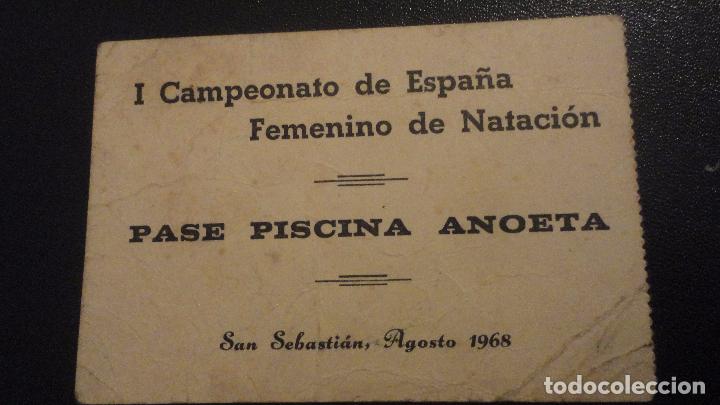 I Campeonato de España
Femenino de Natación
PASE PISCINA ANOETA
San Sebastián, Agosto 1968
todocoleccion